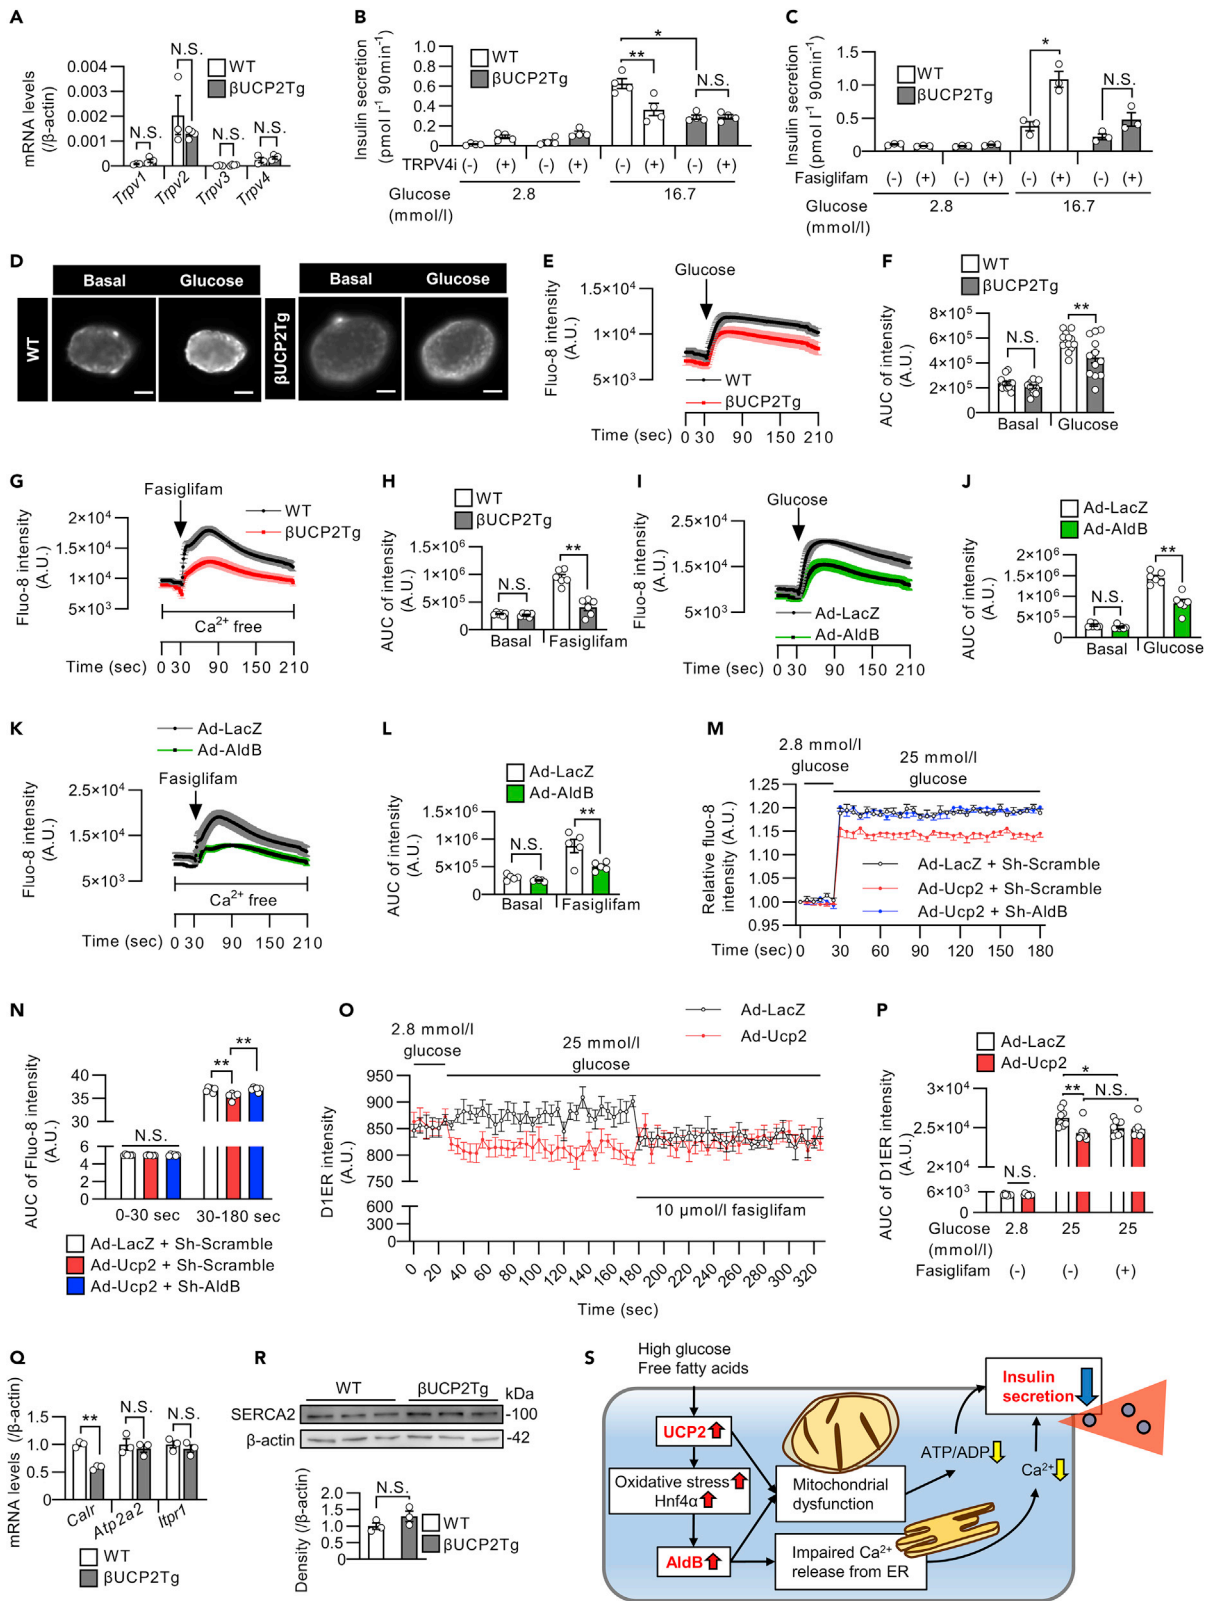 A
mRNA levels
(/β-actin)
0.004
0.003
0.002
0.001
0
N.S.
N.S.
N.S.
N.S.
WT
βUCP2Tg
Trpv1
Trpv2
Trpv3
Trpv4
B
Insulin secretion
(pmol l⁻¹ 90min⁻¹)
1.0
0.8
0.6
0.4
0.2
0
WT
βUCP2Tg
*
**
N.S.
TRPV4i (-) (+) (-) (+) (-) (+) (-) (+)
Glucose
(mmol/l)
2.8
16.7
C
Insulin secretion
(pmol l⁻¹ 90min⁻¹)
1.5
1.0
0.5
0
WT
βUCP2Tg
*
N.S.
Fasiglifam (-) (+) (-) (+) (-) (+) (-) (+)
Glucose
(mmol/l)
2.8
16.7
D
Basal Glucose
WT
Basal Glucose
βUCP2Tg
E
Glucose
Fluo-8 intensity
(A.U.)
1.5×10⁴
1×10⁴
5×10³
WT
βUCP2Tg
Time (sec)
0 30 90 150 210
F
WT
βUCP2Tg
AUC of intensity
(A.U.)
8×10⁵
6×10⁵
4×10⁵
2×10⁵
0
N.S.
**
Basal Glucose
G
Fasiglifam
WT
βUCP2Tg
Fluo-8 intensity
(A.U.)
2×10⁴
1.5×10⁴
1×10⁴
5×10³
Ca²⁺ free
Time (sec)
0 30 90 150 210
H
WT
βUCP2Tg
AUC of intensity
(A.U.)
1.5×10⁶
1×10⁶
5×10⁵
0
N.S.
**
Basal Fasiglifam
I
Glucose
Fluo-8 intensity
(A.U.)
2.5×10⁴
1.5×10⁴
5×10³
Ad-LacZ
Ad-AldB
Time (sec)
0 30 90 150 210
J
Ad-LacZ
Ad-AldB
AUC of intensity
(A.U.)
2×10⁶
1.5×10⁶
1×10⁶
5×10⁵
0
N.S.
**
Basal Glucose
K
Ad-LacZ
Ad-AldB
Fasiglifam
Fluo-8 intensity
(A.U.)
2.5×10⁴
1.5×10⁴
5×10³
Ca²⁺ free
Time (sec)
0 30 90 150 210
L
Ad-LacZ
Ad-AldB
AUC of intensity
(A.U.)
1.5×10⁶
1×10⁶
5×10⁵
0
N.S.
**
Basal Fasiglifam
M
2.8 mmol/l
glucose
25 mmol/l
glucose
Relative fluo-8
intensity (A.U.)
1.25
1.20
1.15
1.10
1.00
0.95
Ad-LacZ + Sh-Scramble
Ad-Ucp2 + Sh-Scramble
Ad-Ucp2 + Sh-AldB
Time (sec)
0 30 60 90 120 150 180
N
AUC of Fluo-8 intensity
(A.U.)
40
35
30
6
4
2
0
N.S.
**
**
0-30 sec 30-180 sec
Ad-LacZ + Sh-Scramble
Ad-Ucp2 + Sh-Scramble
Ad-Ucp2 + Sh-AldB
O
Ad-LacZ
Ad-Ucp2
2.8 mmol/l
glucose
25 mmol/l
glucose
D1ER intensity
(A.U.)
950
900
850
800
750
600
300
0
10 μmol/l fasiglifam
0 20 40 60 80 100 120 140 160 180 200 220 240 260 280 300 320
Time (sec)
P
Ad-LacZ
Ad-Ucp2
AUC of D1ER intensity
(A.U.)
3×10⁴
2.5×10⁴
2×10⁴
6×10³
0
N.S.
*
**
N.S.
Glucose
(mmol/l)
2.8 25 25
Fasiglifam (-) (-) (+)
Q
mRNA levels (/β-actin)
1.5
1.0
0.5
0
**
N.S.
N.S.
Calr
Atp2a2
Itpr1
WT
βUCP2Tg
R
WT βUCP2Tg kDa
SERCA2 -100
β-actin -42
Density (/β-actin)
2.0
1.5
1.0
0.5
0
N.S.
WT
βUCP2Tg
S
High glucose
Free fatty acids
UCP2
Oxidative stress
Hnf4α
AldB
Mitochondrial
dysfunction
Impaired Ca²⁺
release from ER
ATP/ADP
Ca²⁺
Insulin
secretion